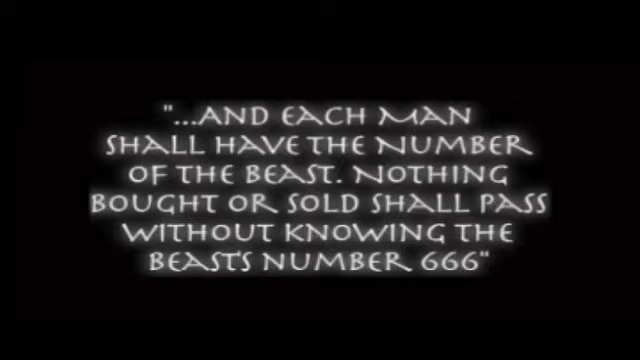 "...AND EACH MAN
SHALL HAVE THE NUMBER
OF THE BEAST. NOTHING
BOUGHT OR SOLD SHALL PASS
WITHOUT KNOWING THE
BEASTS NUMBER 666"